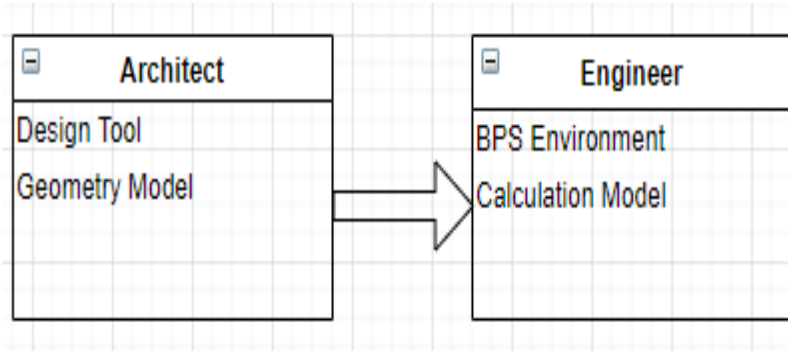 Architect
Design Tool
Geometry Model
Engineer
BPS Environment
Calculation Model